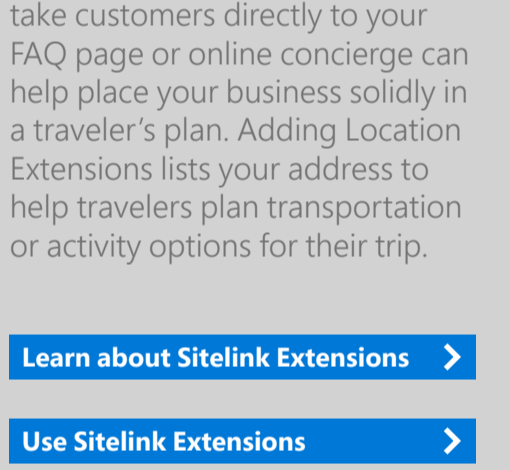 take customers directly to your
FAQ page or online concierge can
help place your business solidly in
a traveler’s plan. Adding Location
Extensions lists your address to
help travelers plan transportation
or activity options for their trip.
Learn about Sitelink Extensions
Use Sitelink Extensions